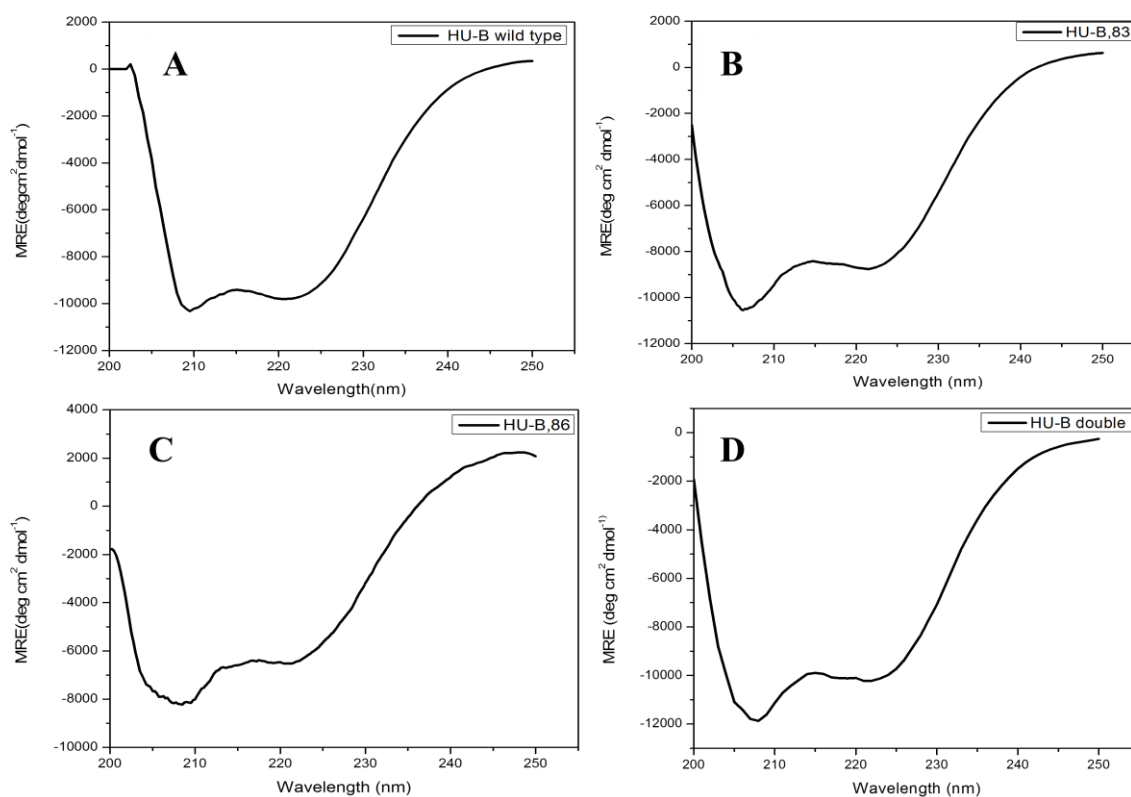 HU-B wild type
A
MRE(degcm² dmol⁻¹)
2000
0
-2000
-4000
-6000
-8000
-10000
-12000
200 210 220 230 240 250
Wavelength(nm)
HU-B,83
B
MRE(deg cm² dmol⁻¹)
2000
0
-2000
-4000
-6000
-8000
-10000
-12000
200 210 220 230 240 250
Wavelength (nm)
HU-B,86
C
MRE(deg cm² dmol⁻¹)
4000
2000
0
-2000
-4000
-6000
-8000
-10000
200 210 220 230 240 250
Wavelength (nm)
HU-B double
D
MRE (deg cm² dmol⁻¹⁾
0
-2000
-4000
-6000
-8000
-10000
-12000
200 210 220 230 240 250
Wavelength (nm)